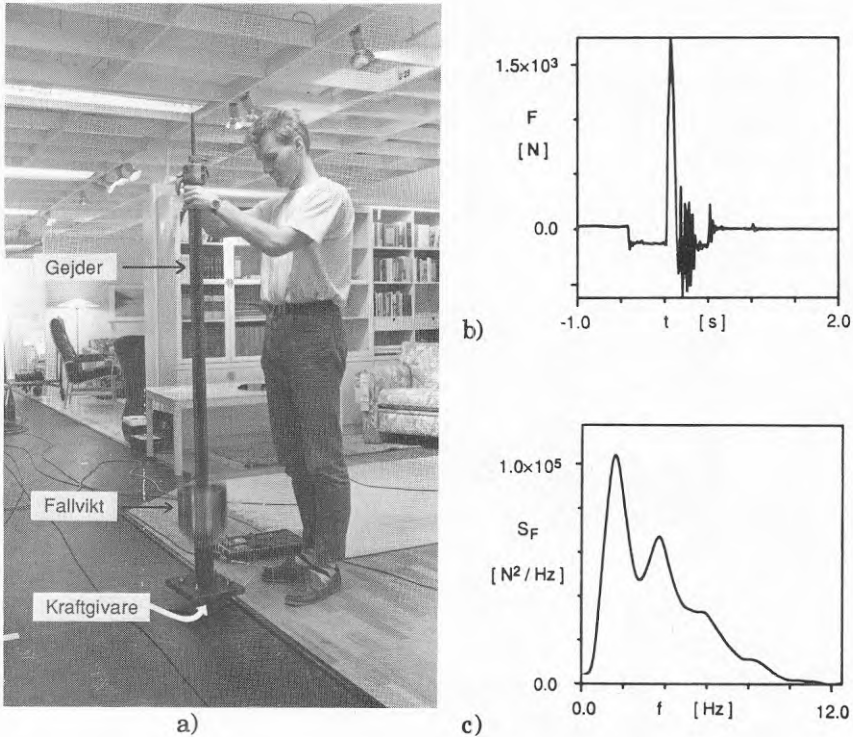 Gejder
Fallvikt
Kraftgivare
a)
1.5×10³
F
[N]
0.0
b)
-1.0 t [s] 2.0
1.0×10⁵
S_F
[N²/Hz]
0.0
0.0 f [Hz] 12.0
c)